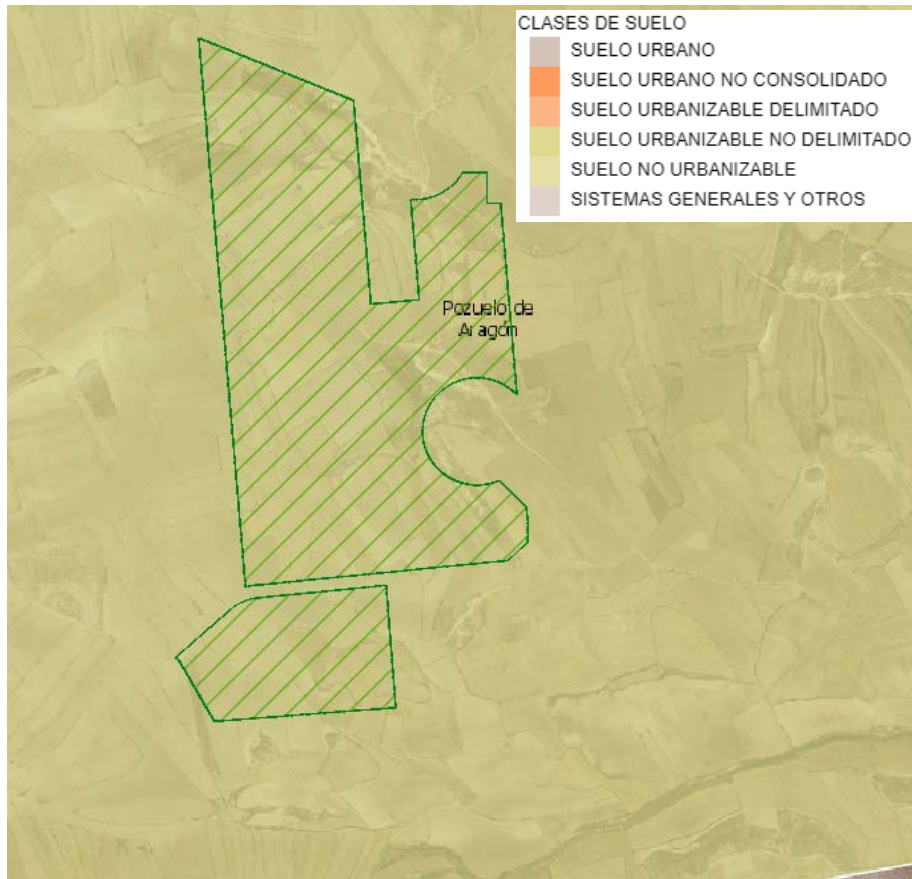 CLASES DE SUELO
SUELO URBANO
SUELO URBANO NO CONSOLIDADO
SUELO URBANIZABLE DELIMITADO
SUELO URBANIZABLE NO DELIMITADO
SUELO NO URBANIZABLE
SISTEMAS GENERALES Y OTROS
Pozuelo de
Aragón